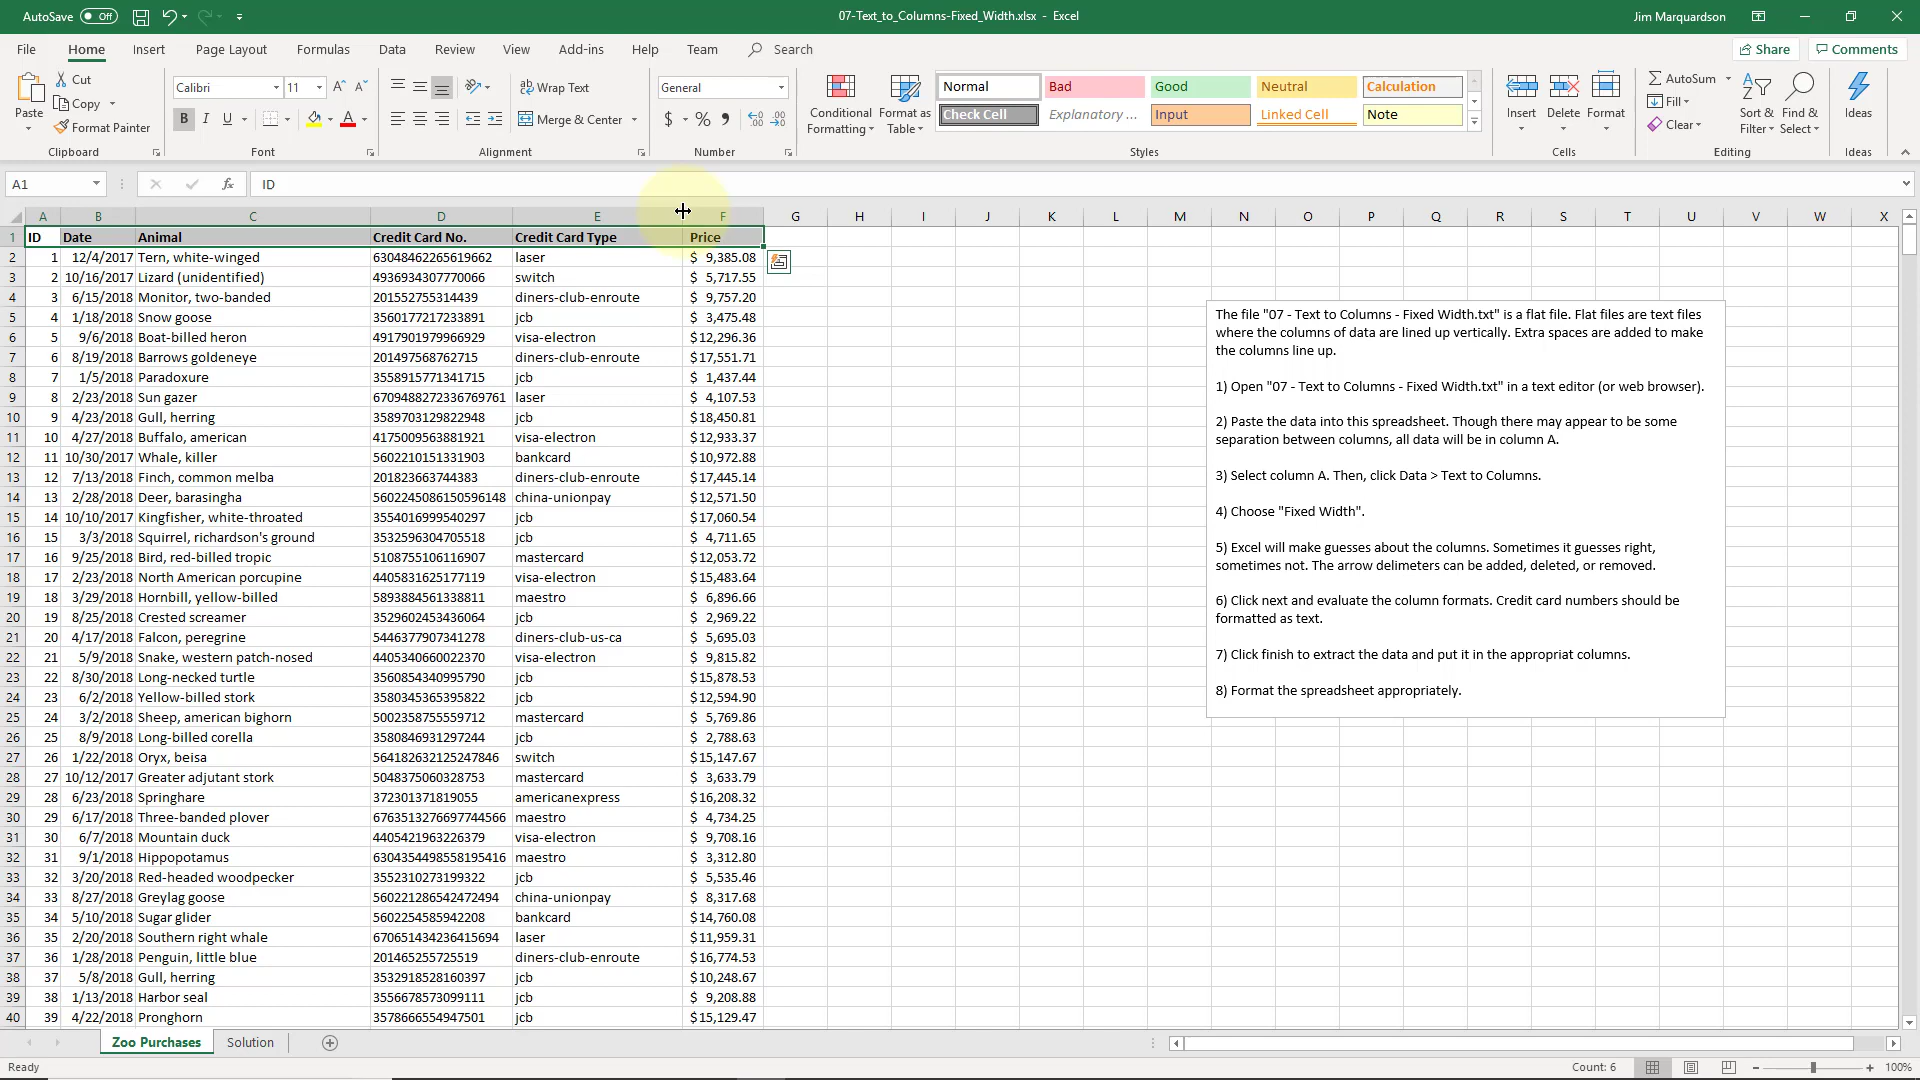 AutoSave Off
07-Text_to_Columns-Fixed_Width.xlsx - Excel
Jim Marquardson
File Home Insert Page Layout Formulas Data Review View Add-ins Help Team Search
Share Comments
Paste
Cut
Copy
Format Painter
Clipboard
Calibri 11
B I U
Font
Wrap Text
Merge & Center
Alignment
General
$ % ,
Number
Conditional Formatting
Format as Table
Normal Bad Good Neutral Calculation
Check Cell Explanatory ... Input Linked Cell Note
Styles
Insert Delete Format
Cells
AutoSum
Fill
Clear
Sort & Filter
Find & Select
Editing
Ideas
Ideas
A1 fx ID
A B C D E F G H I J K L M N O P Q R S T U V W X
1 ID Date Animal Credit Card No. Credit Card Type Price
2 1 12/4/2017 Tern, white-winged 63048462265619662 laser $ 9,385.08
3 2 10/16/2017 Lizard (unidentified) 4936934307770066 switch $ 5,717.55
4 3 6/15/2018 Monitor, two-banded 201552755314439 diners-club-enroute $ 9,757.20
5 4 1/18/2018 Snow goose 3560177217233891 jcb $ 3,475.48
6 5 9/6/2018 Boat-billed heron 4917901979966929 visa-electron $12,296.36
7 6 8/19/2018 Barrows goldeneye 201497568762715 diners-club-enroute $17,551.71
8 7 1/5/2018 Paradoxure 3558915771341715 jcb $ 1,437.44
9 8 2/23/2018 Sun gazer 6709488272336769761 laser $ 4,107.53
10 9 4/23/2018 Gull, herring 3589703129822948 jcb $18,450.81
11 10 4/27/2018 Buffalo, american 4175009563881921 visa-electron $12,933.37
12 11 10/30/2017 Whale, killer 5602210151331903 bankcard $10,972.88
13 12 7/13/2018 Finch, common melba 201823663744383 diners-club-enroute $17,445.14
14 13 2/28/2018 Deer, barasingha 5602245086150596148 china-unionpay $12,571.50
15 14 10/10/2017 Kingfisher, white-throated 3554016999540297 jcb $17,060.54
16 15 3/3/2018 Squirrel, richardson's ground 3532596304705518 jcb $ 4,711.65
17 16 9/25/2018 Bird, red-billed tropic 5108755106116907 mastercard $12,053.72
18 17 2/23/2018 North American porcupine 4405831625177119 visa-electron $15,483.64
19 18 3/29/2018 Hornbill, yellow-billed 5893884561338811 maestro $ 6,896.66
20 19 8/25/2018 Crested screamer 3529602453436064 jcb $ 2,969.22
21 20 4/17/2018 Falcon, peregrine 5446377907341278 diners-club-us-ca $ 5,695.03
22 21 5/9/2018 Snake, western patch-nosed 4405340660022370 visa-electron $ 9,815.82
23 22 8/30/2018 Long-necked turtle 3560854340995790 jcb $15,878.53
24 23 6/2/2018 Yellow-billed stork 3580345365395822 jcb $12,594.90
25 24 3/2/2018 Sheep, american bighorn 5002358755559712 mastercard $ 5,769.86
26 25 8/9/2018 Long-billed corella 3580846931297244 jcb $ 2,788.63
27 26 1/22/2018 Oryx, beisa 564182632125247846 switch $15,147.67
28 27 10/12/2017 Greater adjutant stork 5048375060328753 mastercard $ 3,633.79
29 28 6/23/2018 Springhare 372301371819055 americanexpress $16,208.32
30 29 6/17/2018 Three-banded plover 6763513276697744566 maestro $ 4,734.25
31 30 6/7/2018 Mountain duck 4405421963226379 visa-electron $ 9,708.16
32 31 9/1/2018 Hippopotamus 6304354498558195416 maestro $ 3,312.80
33 32 3/20/2018 Red-headed woodpecker 3552310273199322 jcb $ 5,535.46
34 33 8/27/2018 Greylag goose 560221286542472494 china-unionpay $ 8,317.68
35 34 5/10/2018 Sugar glider 5602254585942208 bankcard $14,760.08
36 35 2/20/2018 Southern right whale 670651434236415694 laser $11,959.31
37 36 1/28/2018 Penguin, little blue 201465255725519 diners-club-enroute $16,774.53
38 37 5/8/2018 Gull, herring 3532918528160397 jcb $10,248.67
39 38 1/13/2018 Harbor seal 3556678573099111 jcb $ 9,208.88
40 39 4/22/2018 Pronghorn 3578666554947501 jcb $15,129.47
The file "07 - Text to Columns - Fixed Width.txt" is a flat file. Flat files are text files
where the columns of data are lined up vertically. Extra spaces are added to make
the columns line up.
1) Open "07 - Text to Columns - Fixed Width.txt" in a text editor (or web browser).
2) Paste the data into this spreadsheet. Though there may appear to be some
separation between columns, all data will be in column A.
3) Select column A. Then, click Data > Text to Columns.
4) Choose "Fixed Width".
5) Excel will make guesses about the columns. Sometimes it guesses right,
sometimes not. The arrow delimeters can be added, deleted, or removed.
6) Click next and evaluate the column formats. Credit card numbers should be
formatted as text.
7) Click finish to extract the data and put it in the appropriat columns.
8) Format the spreadsheet appropriately.
Zoo Purchases Solution
Ready
Count: 6
100%